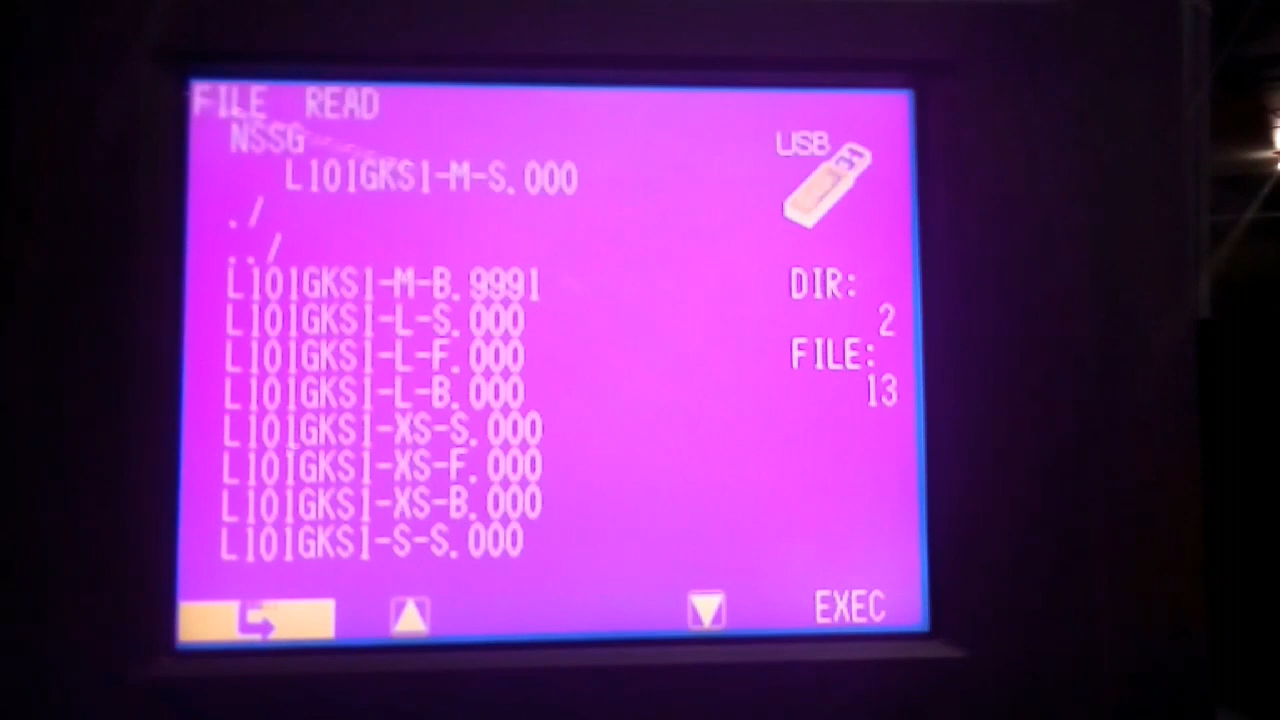 FILE READ
NSSG
L101GKS1-M-S.000
USB
./
../
L101GKS1-M-B.9991
L101GKS1-L-S.000
L101GKS1-L-F.000
L101GKS1-L-B.000
L101GKS1-XS-S.000
L101GKS1-XS-F.000
L101GKS1-XS-B.000
L101GKS1-S-S.000
DIR:
2
FILE:
13
EXEC